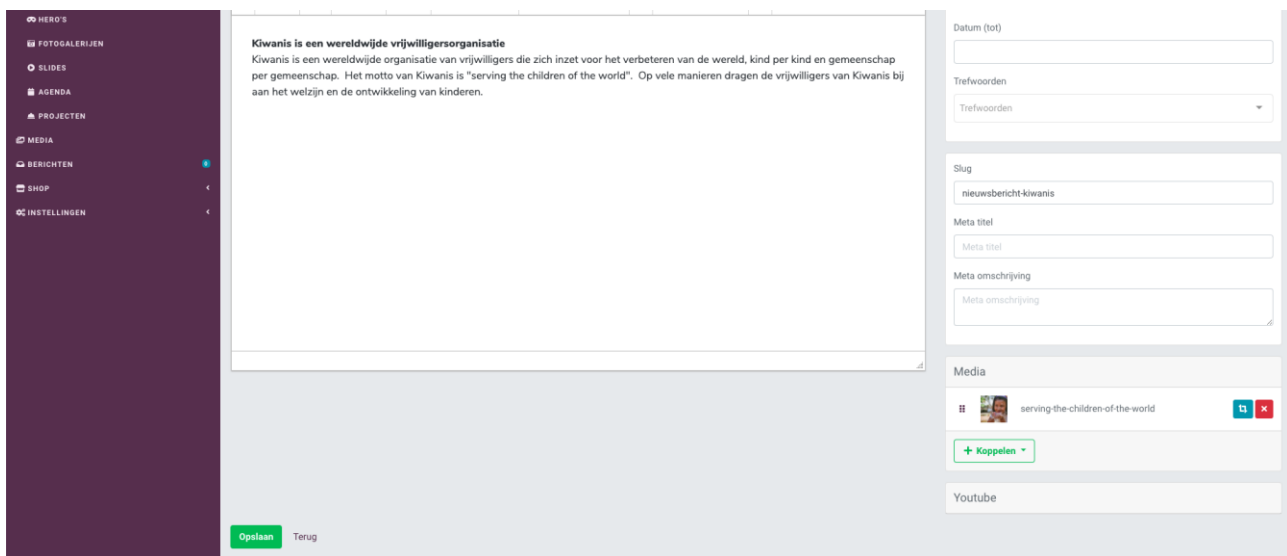 HERO'S
FOTOGALERIJEN
SLIDES
AGENDA
PROJECTEN
MEDIA
BERICHTEN
SHOP
INSTELLINGEN
Kiwanis is een wereldwijde vrijwilligersorganisatie
Kiwanis is een wereldwijde organisatie van vrijwilligers die zich inzet voor het verbeteren van de wereld, kind per kind en gemeenschap
per gemeenschap. Het motto van Kiwanis is "serving the children of the world". Op vele manieren dragen de vrijwilligers van Kiwanis bij
aan het welzijn en de ontwikkeling van kinderen.
Opslaan Terug
Datum (tot)
Trefwoorden
Trefwoorden
Slug
nieuwsbericht-kiwanis
Meta titel
Meta titel
Meta omschrijving
Meta omschrijving
Media
serving-the-children-of-the-world
+ Koppelen
Youtube